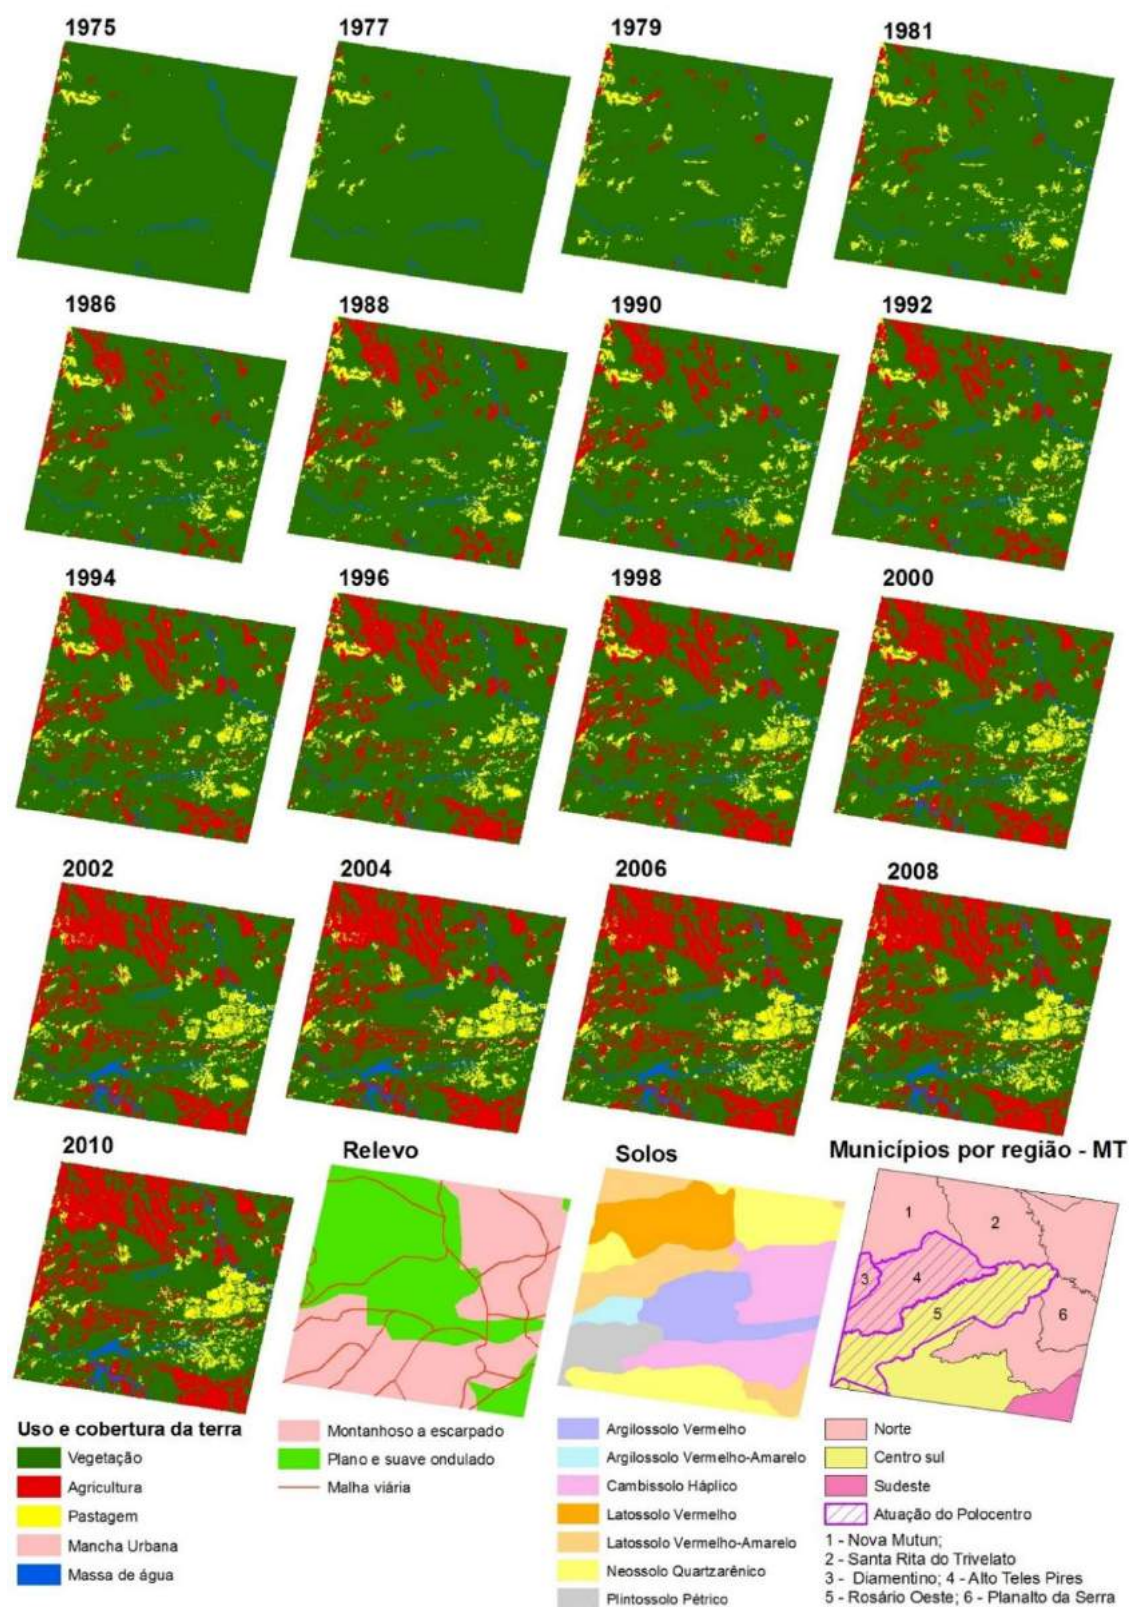 1975 1977 1979 1981
1986 1988 1990 1992
1994 1996 1998 2000
2002 2004 2006 2008
2010 Relevo Solos Municípios por região - MT
1 2 3 4 5 6
Uso e cobertura da terra
Vegetação
Agricultura
Pastagem
Mancha Urbana
Massa de água
Montanhoso a escarpado
Plano e suave ondulado
Malha viária
Argilossolo Vermelho
Argilossolo Vermelho-Amarelo
Cambissolo Háplico
Latossolo Vermelho
Latossolo Vermelho-Amarelo
Neossolo Quartzarênico
Plintossolo Pétrico
Norte
Centro sul
Sudeste
Atuação do Polocentro
1 - Nova Mutun;
2 - Santa Rita do Trivelato
3 - Diamentino; 4 - Alto Teles Pires
5 - Rosário Oeste; 6 - Planalto da Serra